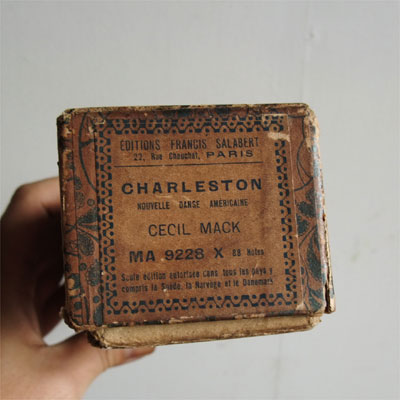 EDITIONS FRANCIS SALABERT
22, Rue Chauchat, PARIS
CHARLESTON
NOUVELLE DANSE AMÉRICAINE
CECIL MACK
MA 9228 X 88 Notes
Seule édition autorisée dans tous les pays y
compris la Suède, la Norvège et le Danemark